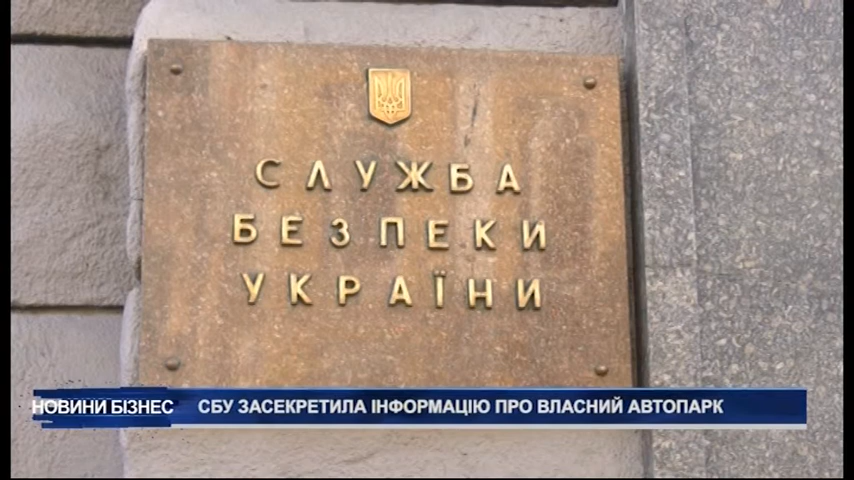 СЛУЖБА
БЕЗПЕКИ
УКРАЇНИ
НОВИНИ БІЗНЕС
СБУ ЗАСЕКРЕТИЛА ІНФОРМАЦІЮ ПРО ВЛАСНИЙ АВТОПАРК